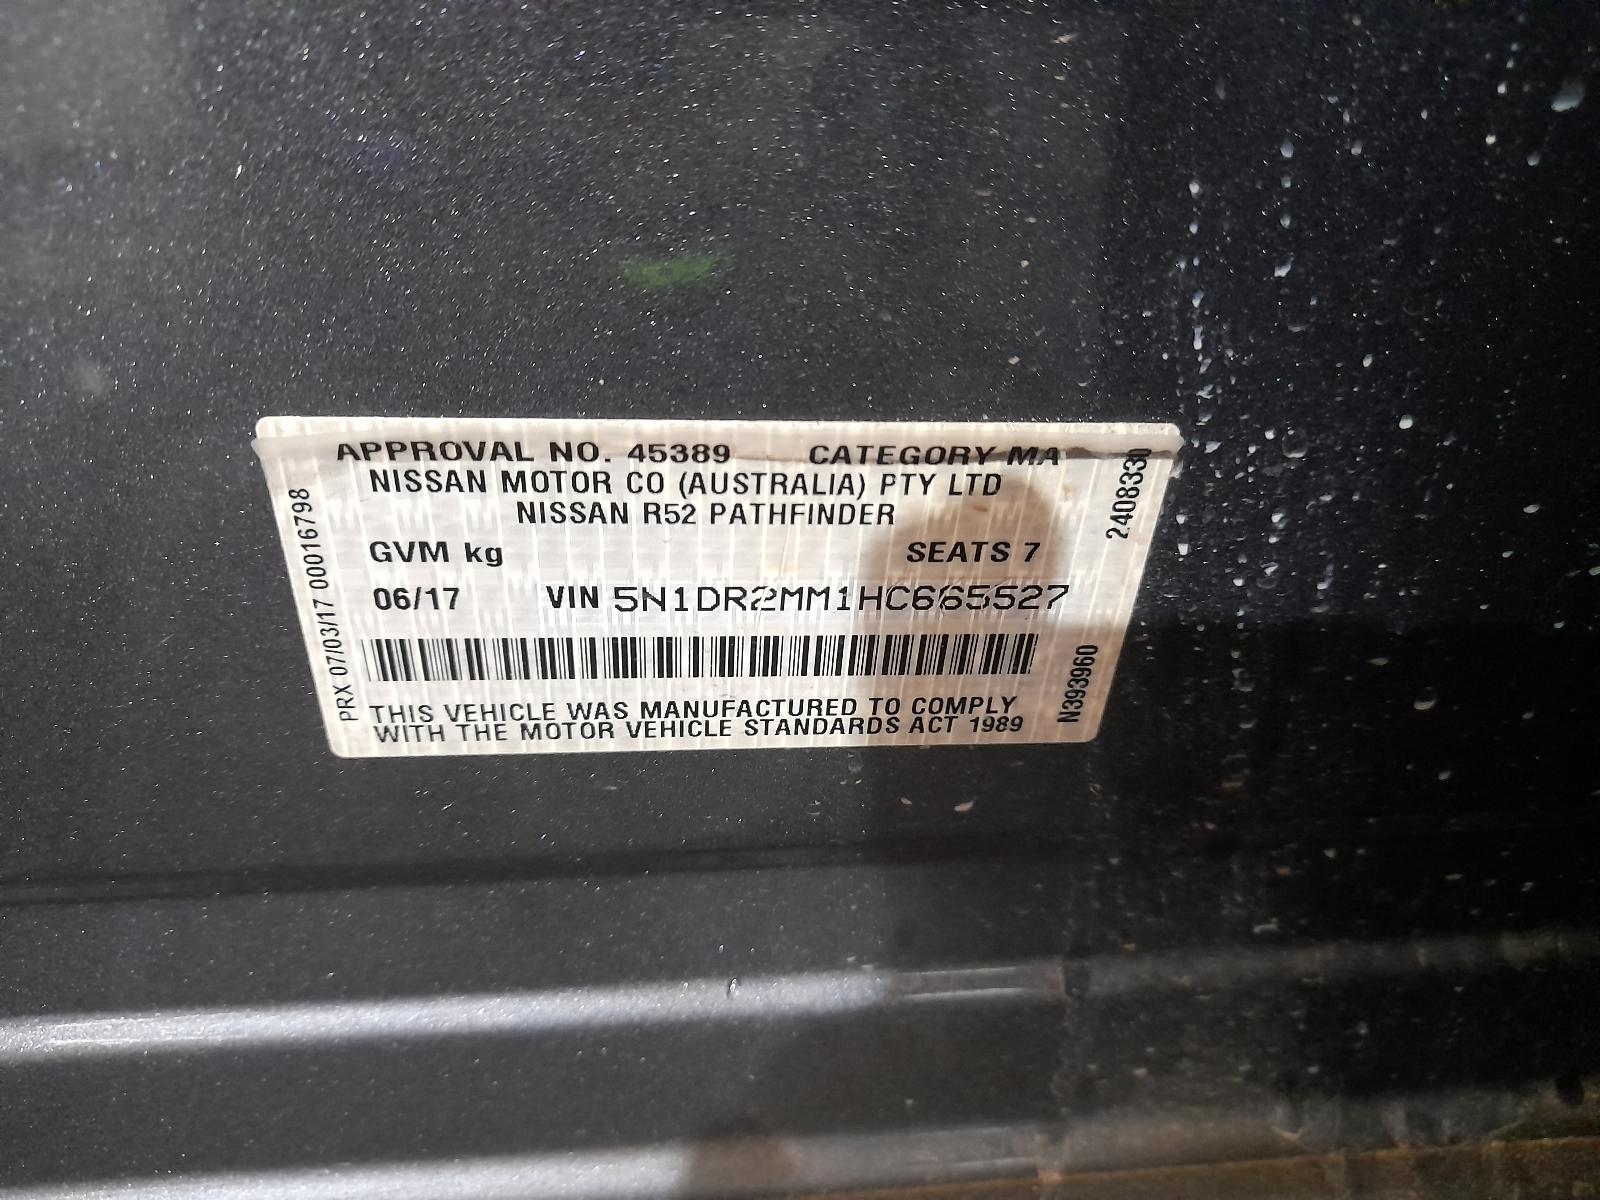 APPROVAL NO. 45389 CATEGORY MA
NISSAN MOTOR CO (AUSTRALIA) PTY LTD
NISSAN R52 PATHFINDER
GVM kg SEATS 7
06/17 VIN 5N1DR2MM1HC665527
THIS VEHICLE WAS MANUFACTURED TO COMPLY
WITH THE MOTOR VEHICLE STANDARDS ACT 1989
PRX 07/03/17 00016798
2408330
N393960